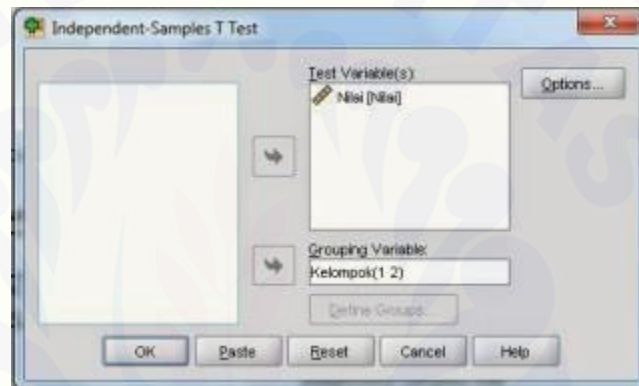 Independent-Samples T Test
Test Variable(s):
Nilai [Nilai]
Options...
Grouping Variable:
Kelompok(1 2)
Define Groups...
OK Paste Reset Cancel Help